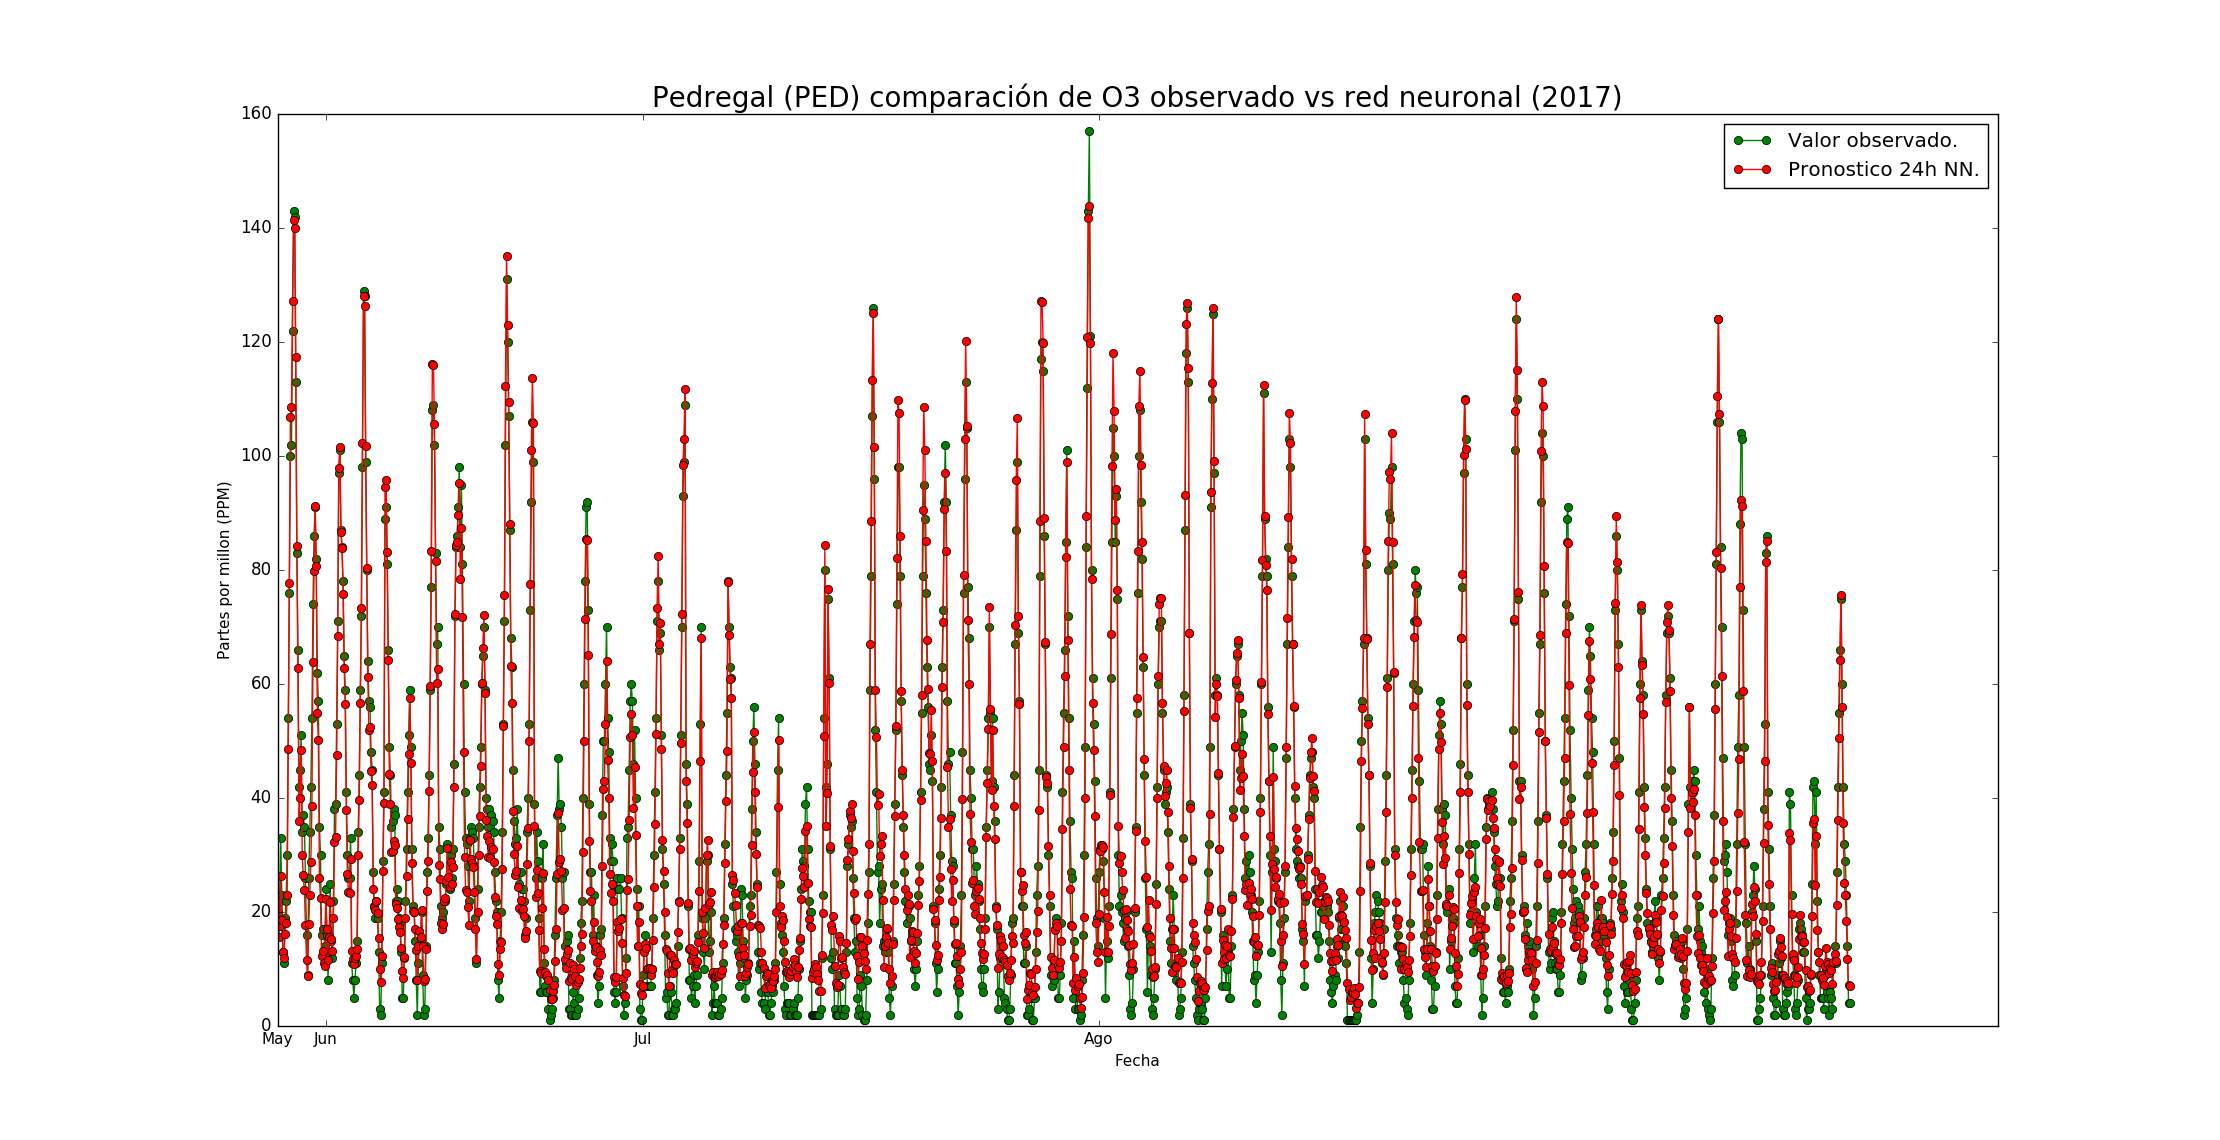 Pedregal (PED) comparación de O3 observado vs red neuronal (2017)
160
140
120
100
80
60
40
20
0
Partes por millon (PPM)
Valor observado.
Pronostico 24h NN.
May Jun Jul Ago
Fecha